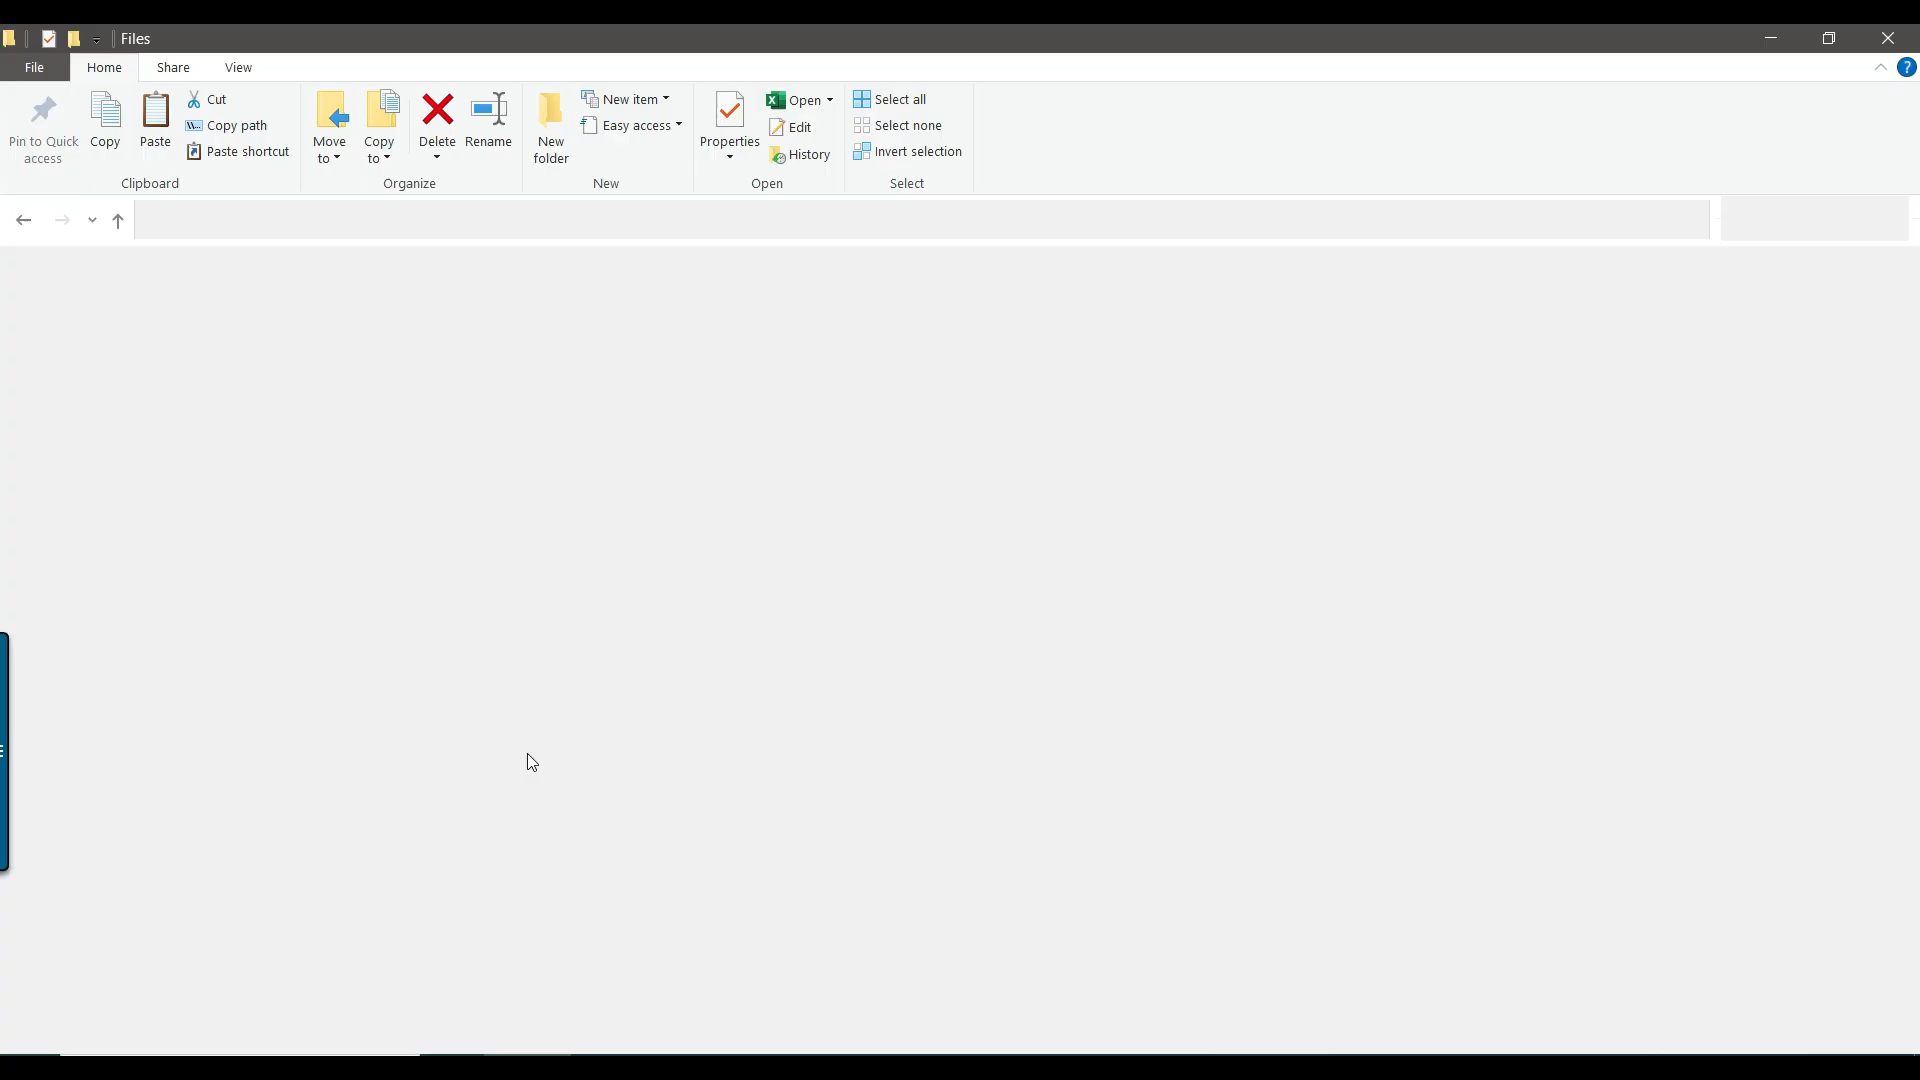 Files
File Home Share View
?
Pin to Quick access
Copy
Paste
Cut
Copy path
Paste shortcut
Move to
Copy to
Delete
Rename
New folder
New item
Easy access
Properties
Open
Edit
History
Select all
Select none
Invert selection
Clipboard Organize New Open Select